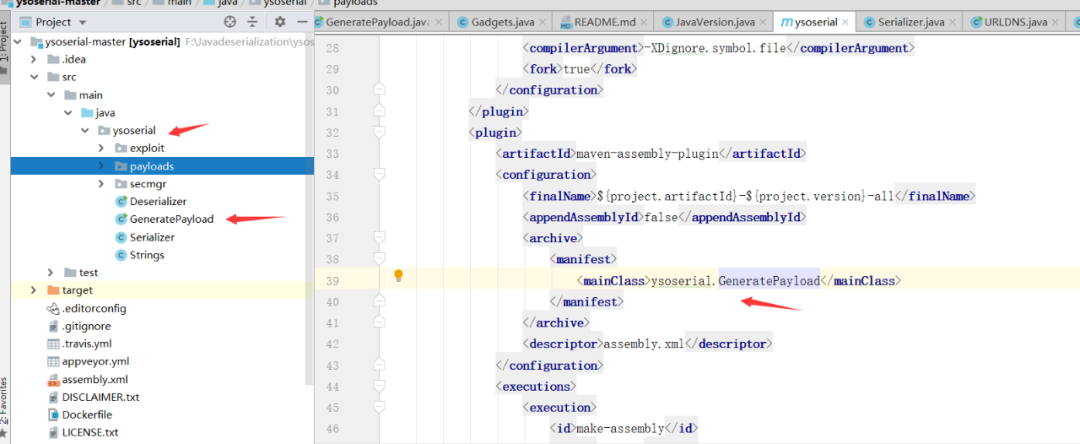 ysoserial-master
src
main
java
ysoserial
payloads
Project
GeneratePayload.java
Gadgets.java
README.md
JavaVersion.java
ysoserial
Serializer.java
URLDNS.java
1: Project
2: Favorites
ysoserial-master [ysoserial] F:\Javadeserialization\ysos
.idea
src
main
java
ysoserial
exploit
payloads
secmgr
Deserializer
GeneratePayload
Serializer
Strings
test
target
.editorconfig
.gitignore
.travis.yml
appveyor.yml
assembly.xml
DISCLAIMER.txt
Dockerfile
LICENSE.txt
28 <compilerArgument>-XDignore.symbol.file</compilerArgument>
29 <fork>true</fork>
30 </configuration>
31 </plugin>
32 <plugin>
33 <artifactId>maven-assembly-plugin</artifactId>
34 <configuration>
35 <finalName>${project.artifactId}-${project.version}-all</finalName>
36 <appendAssemblyId>false</appendAssemblyId>
37 <archive>
38 <manifest>
39 <mainClass>ysoserial.GeneratePayload</mainClass>
40 </manifest>
41 </archive>
42 <descriptor>assembly.xml</descriptor>
43 </configuration>
44 <executions>
45 <execution>
46 <id>make-assembly</id>